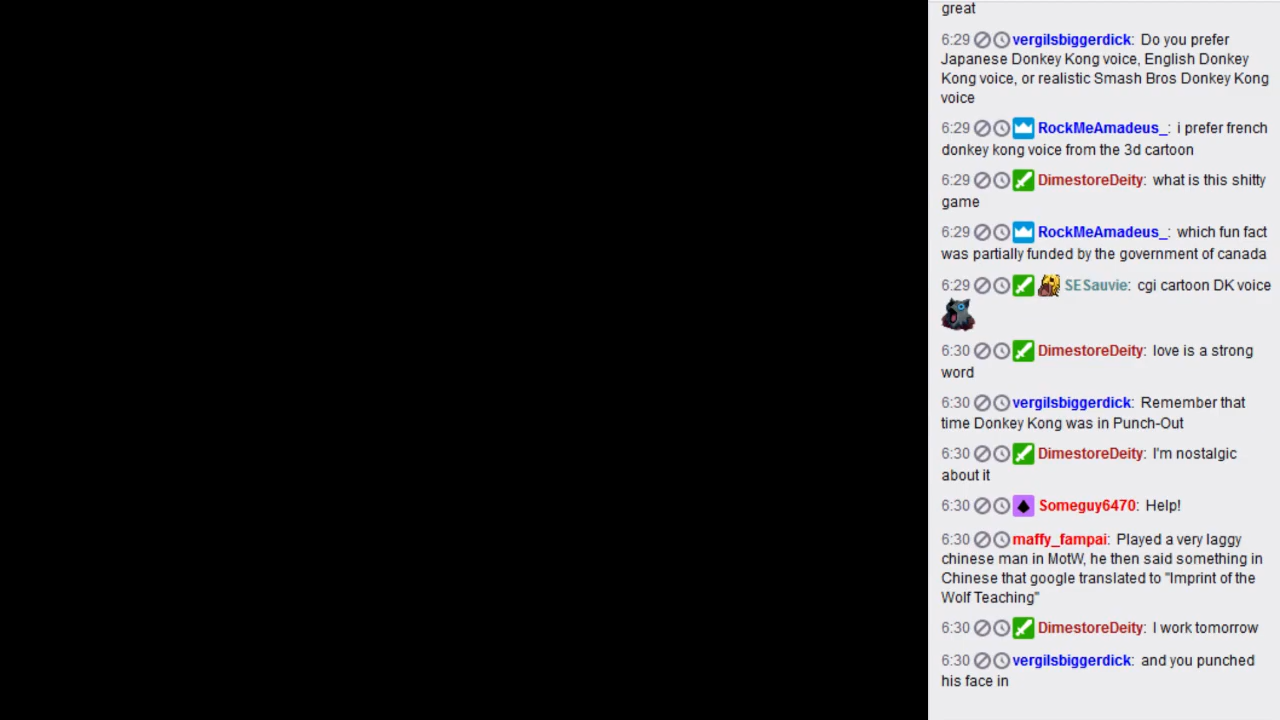 great
6:29 vergilsbiggerdick: Do you prefer
Japanese Donkey Kong voice, English Donkey
Kong voice, or realistic Smash Bros Donkey Kong
voice
6:29 RockMeAmadeus_: i prefer french
donkey kong voice from the 3d cartoon
6:29 DimestoreDeity: what is this shitty
game
6:29 RockMeAmadeus_: which fun fact
was partially funded by the government of canada
6:29 SESauvie: cgi cartoon DK voice
6:30 DimestoreDeity: love is a strong
word
6:30 vergilsbiggerdick: Remember that
time Donkey Kong was in Punch-Out
6:30 DimestoreDeity: I'm nostalgic
about it
6:30 Someguy6470: Help!
6:30 maffy_fampai: Played a very laggy
chinese man in MotW, he then said something in
Chinese that google translated to "Imprint of the
Wolf Teaching"
6:30 DimestoreDeity: I work tomorrow
6:30 vergilsbiggerdick: and you punched
his face in